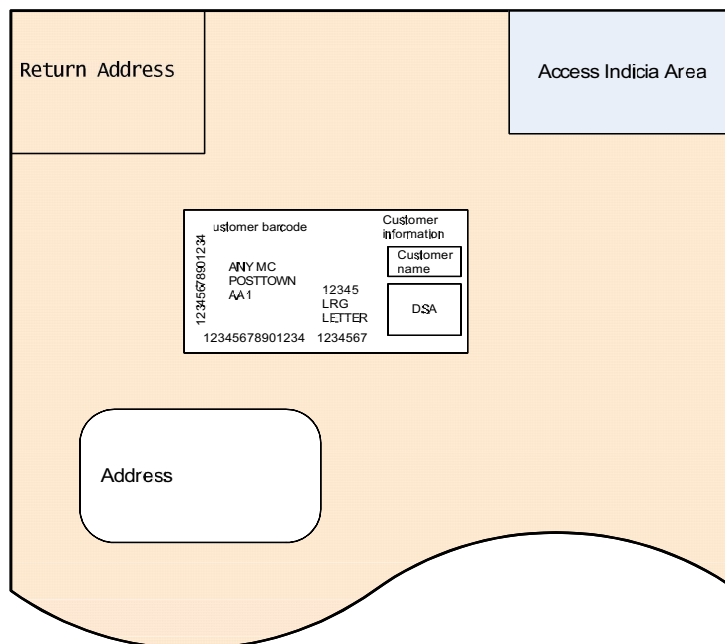 Return Address
Access Indicia Area
ustomer barcode
Customer
information
12345678901234
ANY MC
POSTTOWN
AA1
Customer
name
12345
LRG
LETTER
DSA
12345678901234
1234567
Address